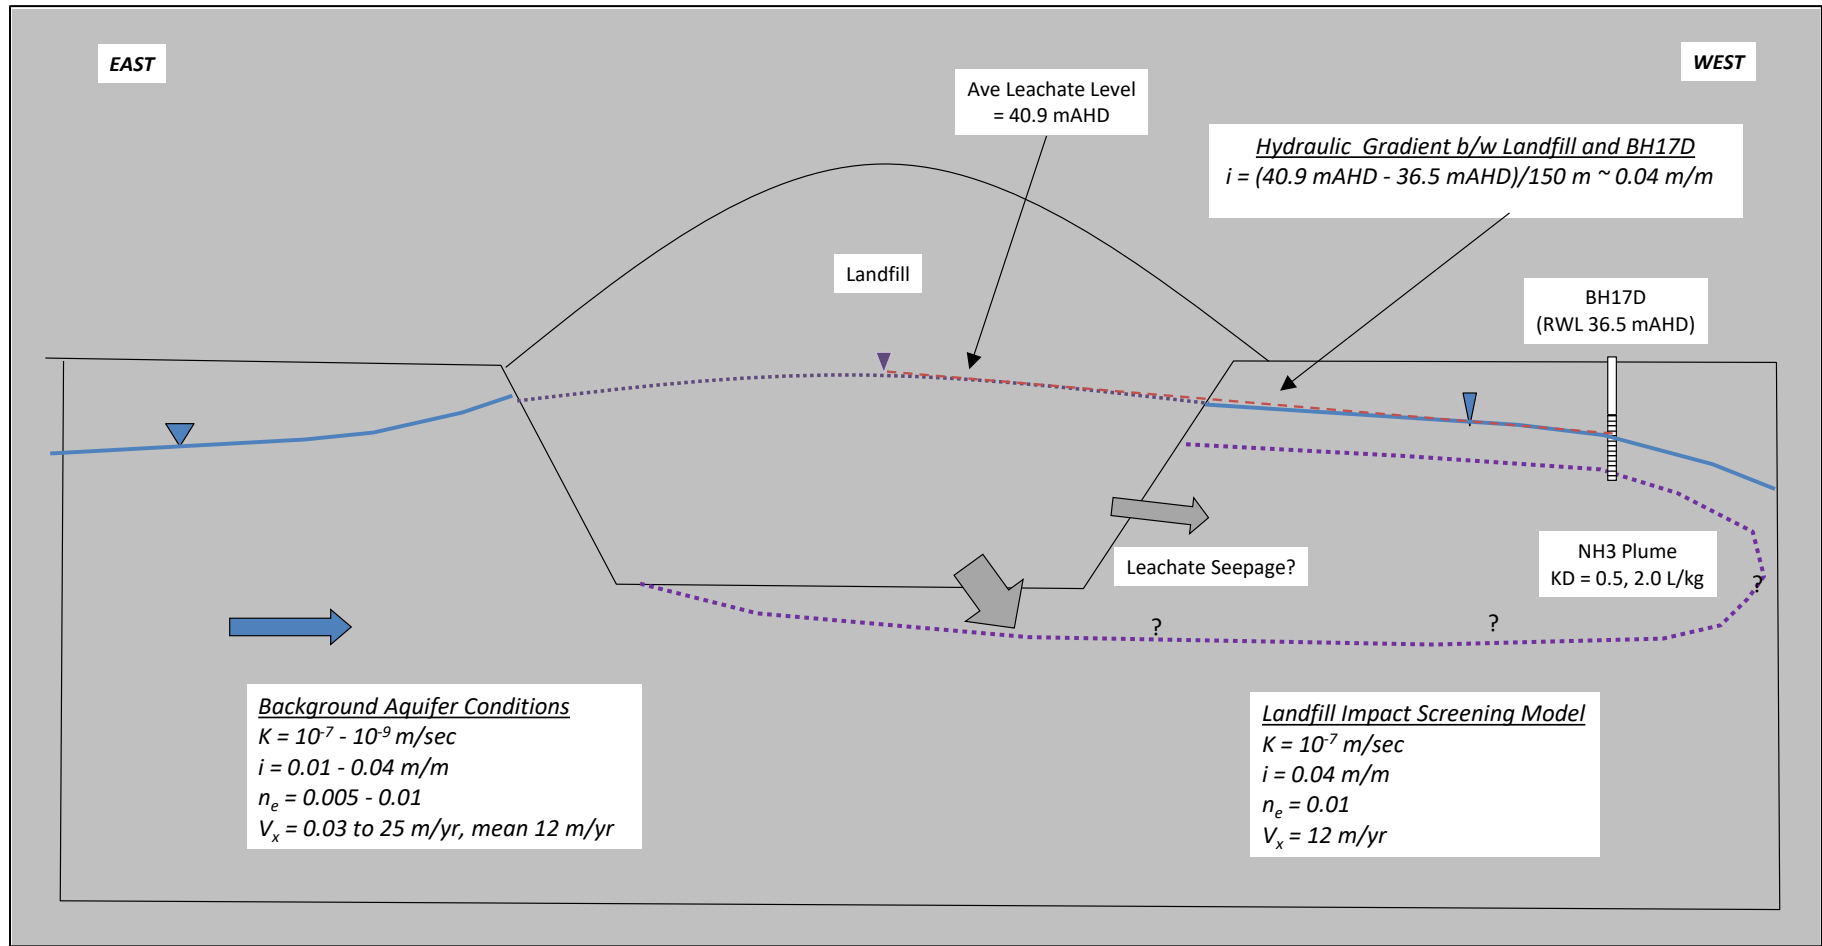 EAST
WEST
Ave Leachate Level
= 40.9 mAHD
Hydraulic  Gradient b/w Landfill and BH17D
i = (40.9 mAHD - 36.5 mAHD)/150 m ~ 0.04 m/m
Landfill
BH17D
(RWL 36.5 mAHD)
Leachate Seepage?
NH3 Plume
KD = 0.5, 2.0 L/kg
?
?
?
Background Aquifer Conditions
K = 10⁻⁷ - 10⁻⁹ m/sec
i = 0.01 - 0.04 m/m
nₑ = 0.005 - 0.01
Vₓ = 0.03 to 25 m/yr, mean 12 m/yr
Landfill Impact Screening Model
K = 10⁻⁷ m/sec
i = 0.04 m/m
nₑ = 0.01
Vₓ = 12 m/yr